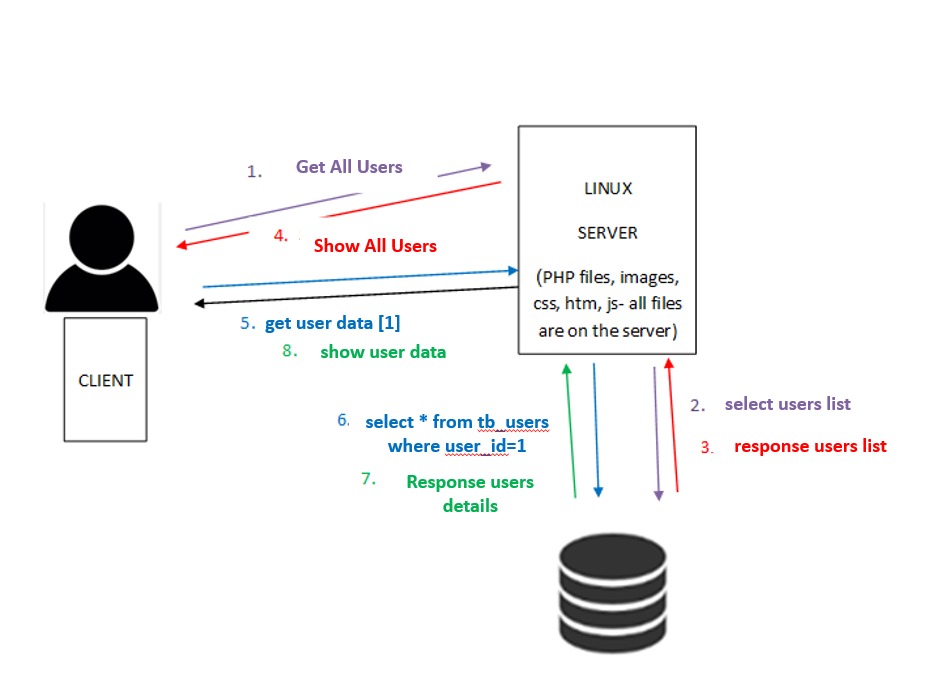 1. Get All Users
4. Show All Users
LINUX
SERVER
(PHP files, images,
css, htm, js- all files
are on the server)
5. get user data [1]
8. show user data
CLIENT
2. select users list
3. response users list
6. select * from tb_users
where user_id=1
7. Response users
details